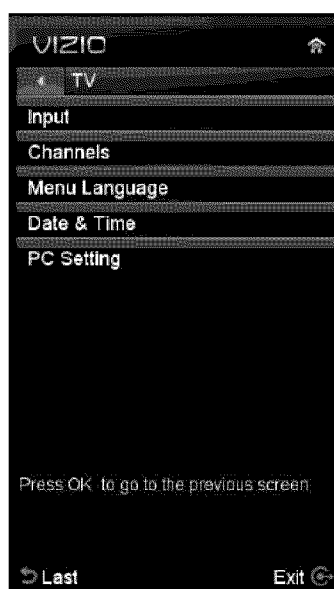 VIZIO
TV
Input
Channels
Menu Language
Date & Time
PC Setting
Press OK to go to the previous screen
Last Exit